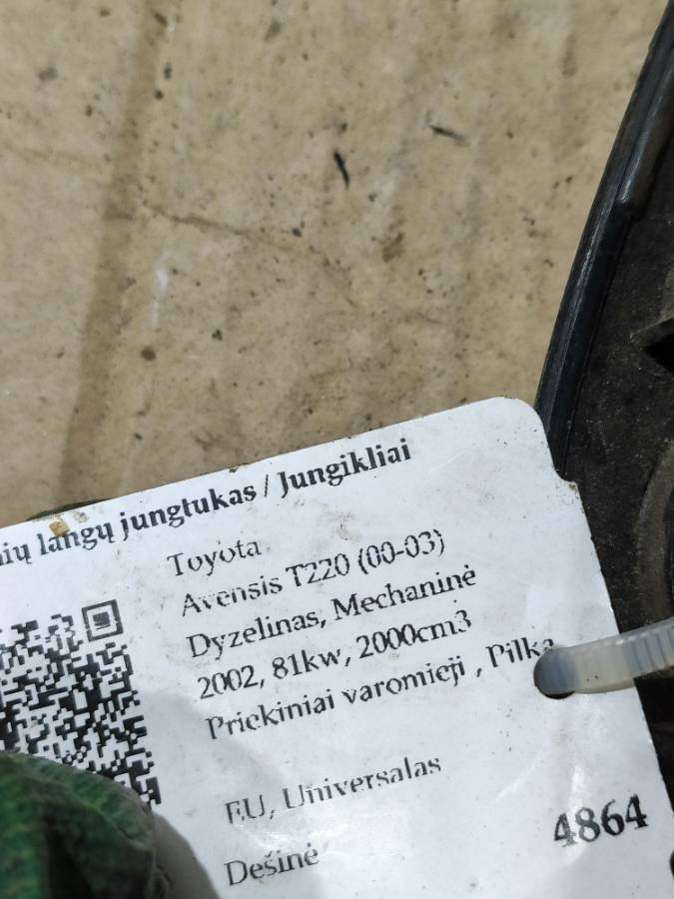 langų jungtukas / Jungikliai
Toyota
Avensis T220 (00-03)
Dyzelinas, Mechaninė
2002, 81kw, 2000cm3
Priekiniai varomieji , Pilka
EU, Universalas
Dešinė
4864